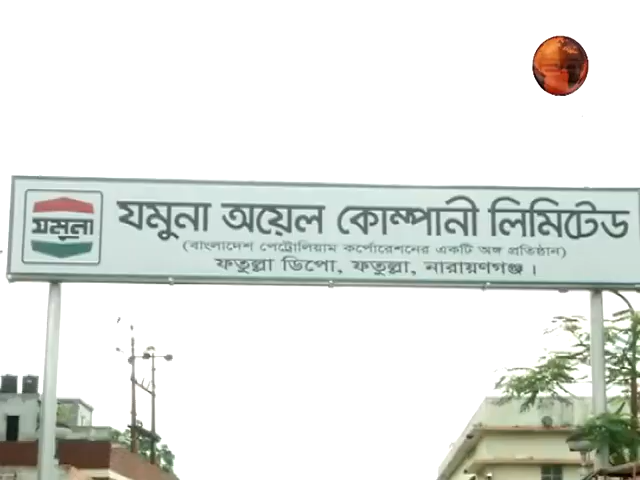 যমুনা অয়েল কোম্পানী লিমিটেড
যমুনা
(বাংলাদেশ পেট্রোলিয়াম কর্পোরেশনের একটি অঙ্গ প্রতিষ্ঠান)
ফতুল্লা ডিপো, ফতুল্লা, নারায়ণগঞ্জ ।